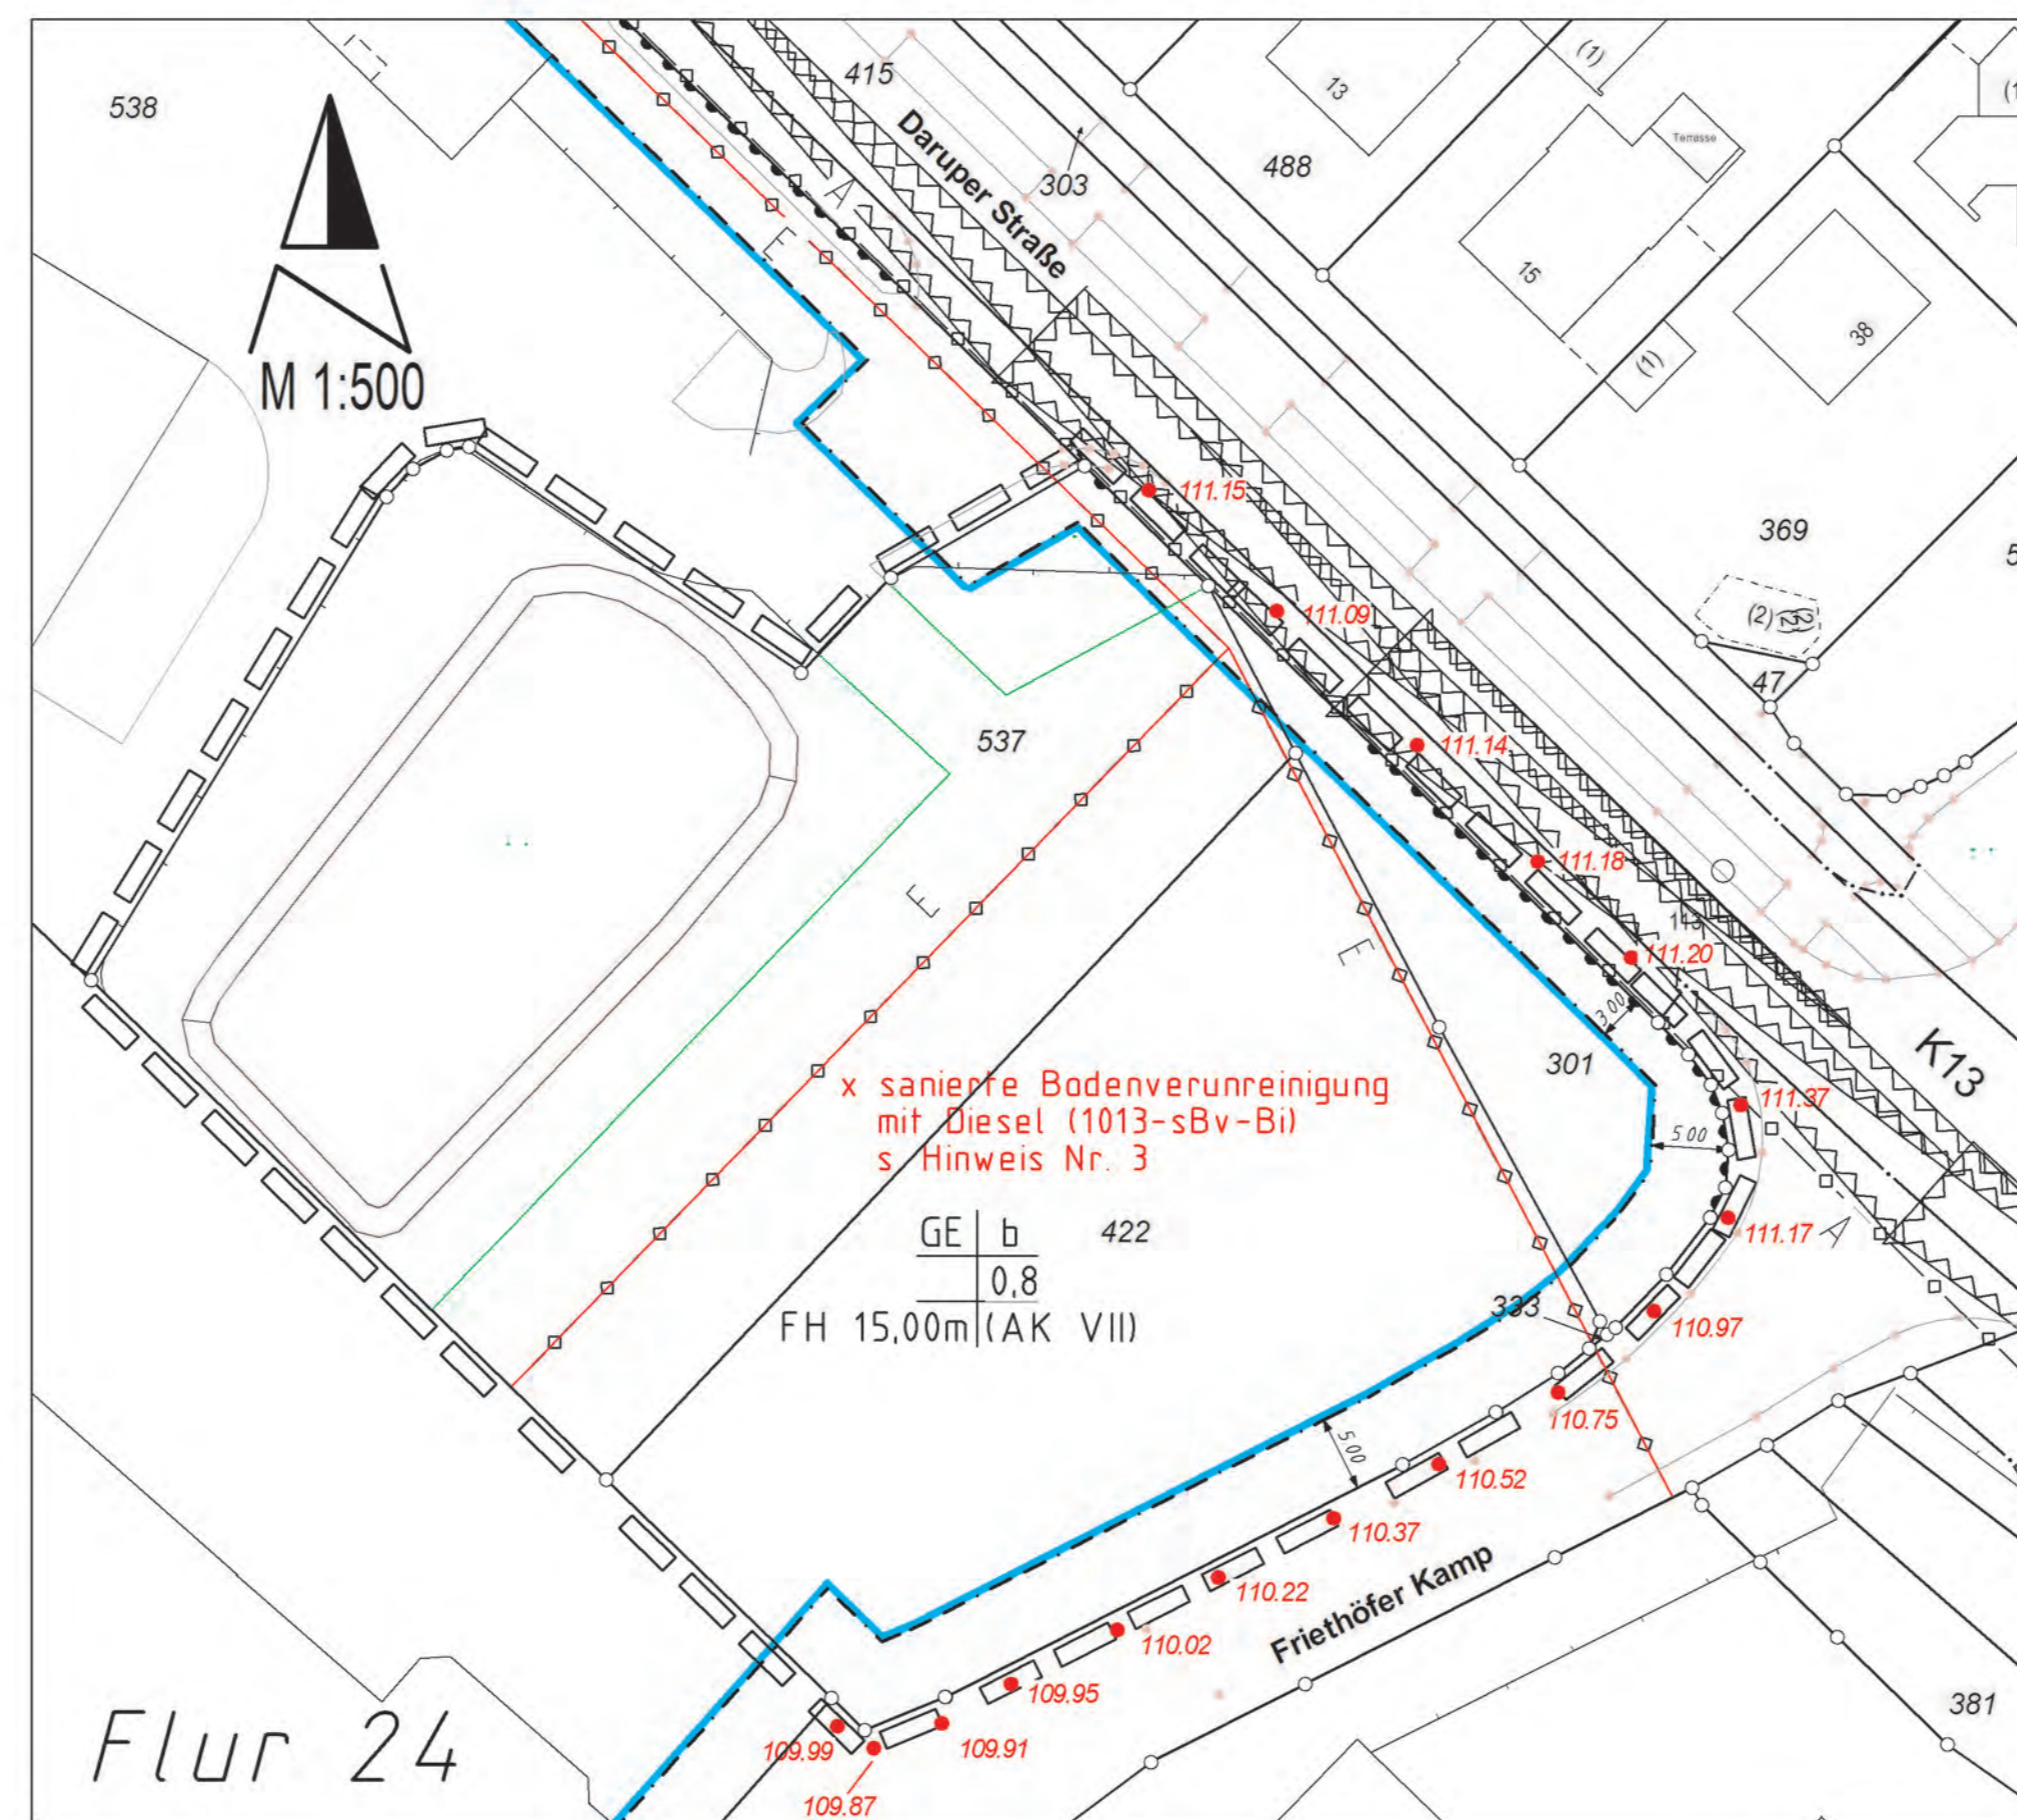 538
415
Daruper Straße
303
488
13
(1)
Terrasse
15
(1)
38
M 1:500
A
E
111.15
111.09
369
(2)
47
111.14
537
111.18
113
111.20
E
E
3 00
301
K13
x sanierte Bodenverunreinigung
mit Diesel (1013-sBv-Bi)
s Hinweis Nr. 3
111.37
5 00
GE b
422
111.17
A
0,8
FH 15,00m (AK VII)
333
110.97
110.75
5 00
110.52
110.37
110.22
Friethöfer Kamp
110.02
109.95
381
Flur 24
109.99
109.91
109.87